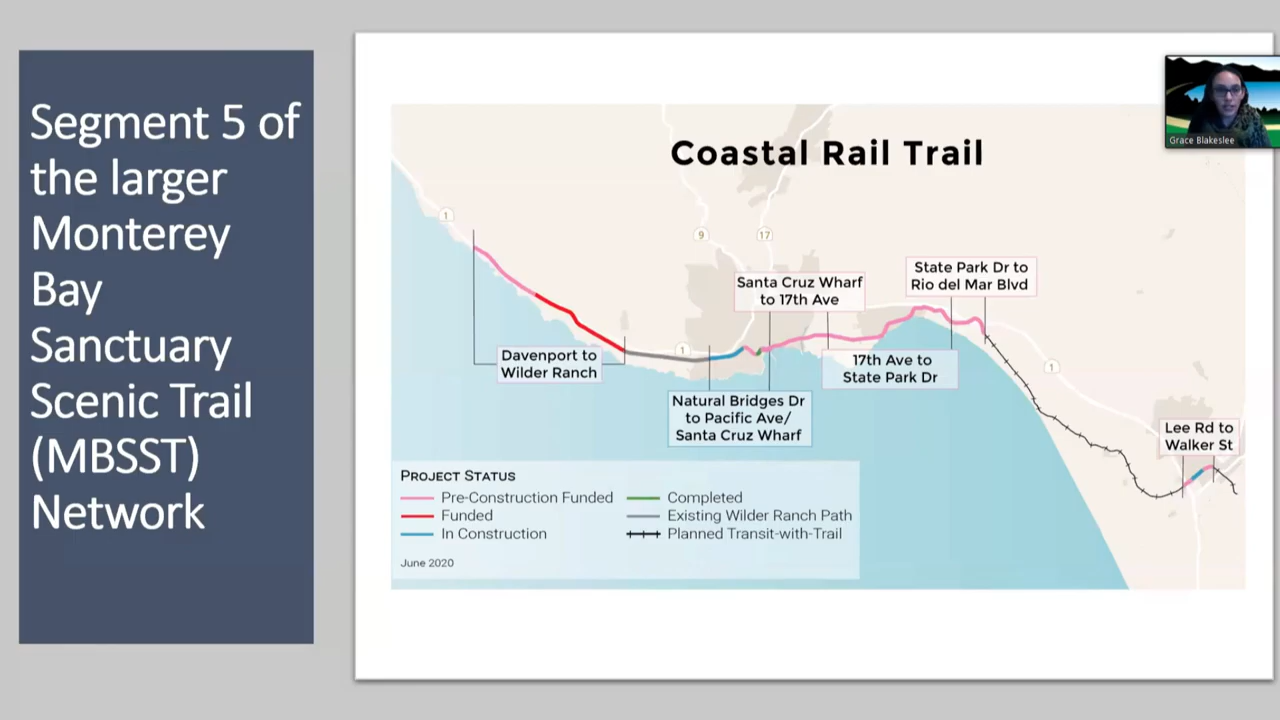 Segment 5 of
the larger
Monterey
Bay
Sanctuary
Scenic Trail
(MBSST)
Network
Coastal Rail Trail
Grace Blakeslee
1
9
17
Santa Cruz Wharf
to 17th Ave
State Park Dr to
Rio del Mar Blvd
Davenport to
Wilder Ranch
1
17th Ave to
State Park Dr
1
Natural Bridges Dr
to Pacific Ave/
Santa Cruz Wharf
Lee Rd to
Walker St
PROJECT STATUS
Pre-Construction Funded
Funded
In Construction
Completed
Existing Wilder Ranch Path
Planned Transit-with-Trail
June 2020